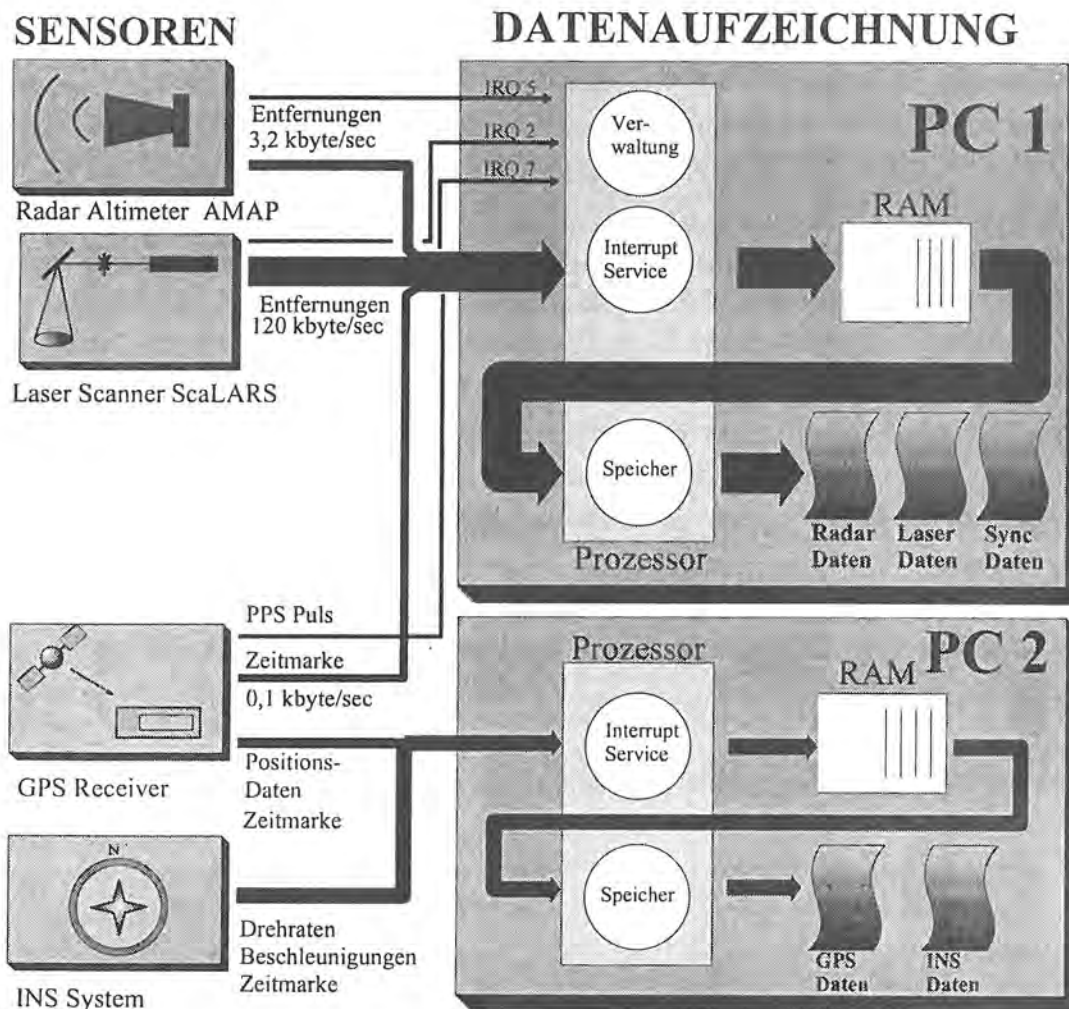 SENSOREN
DATENAUFZEICHNUNG
Entfernungen
3,2 kbyte/sec
Radar Altimeter AMAP
Entfernungen
120 kbyte/sec
Laser Scanner ScaLARS
IRQ 5
IRQ 2
IRQ 7
Ver-
waltung
PC 1
RAM
Interrupt
Service
Speicher
Prozessor
Radar
Daten
Laser
Daten
Sync
Daten
PPS Puls
Zeitmarke
0,1 kbyte/sec
GPS Receiver
Positions-
Daten
Zeitmarke
N
Drehraten
Beschleunigungen
Zeitmarke
INS System
Prozessor
PC 2
RAM
Interrupt
Service
Speicher
GPS
Daten
INS
Daten